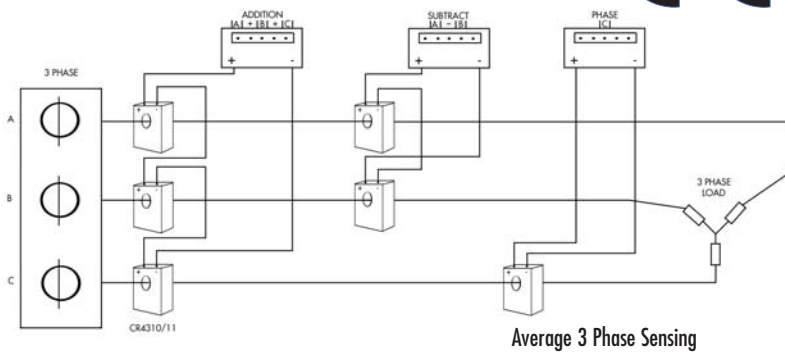 ADDITION
|A| + |B| + |C|
+ -
SUBTRACT
|A| - |B|
+ -
PHASE
|C|
+ -
3 PHASE
A
+ -
+ -
B
+ -
+ -
3 PHASE
LOAD
C
+ -
+ -
CR4310/11
Average 3 Phase Sensing